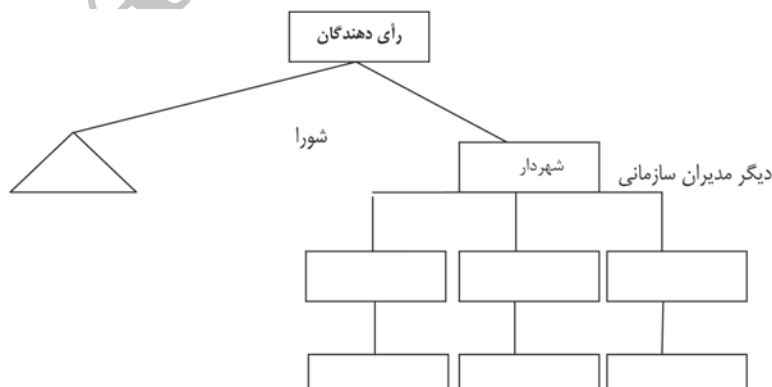 رأی دهندگان
شورا
شهردار
دیگر مدیران سازمانی